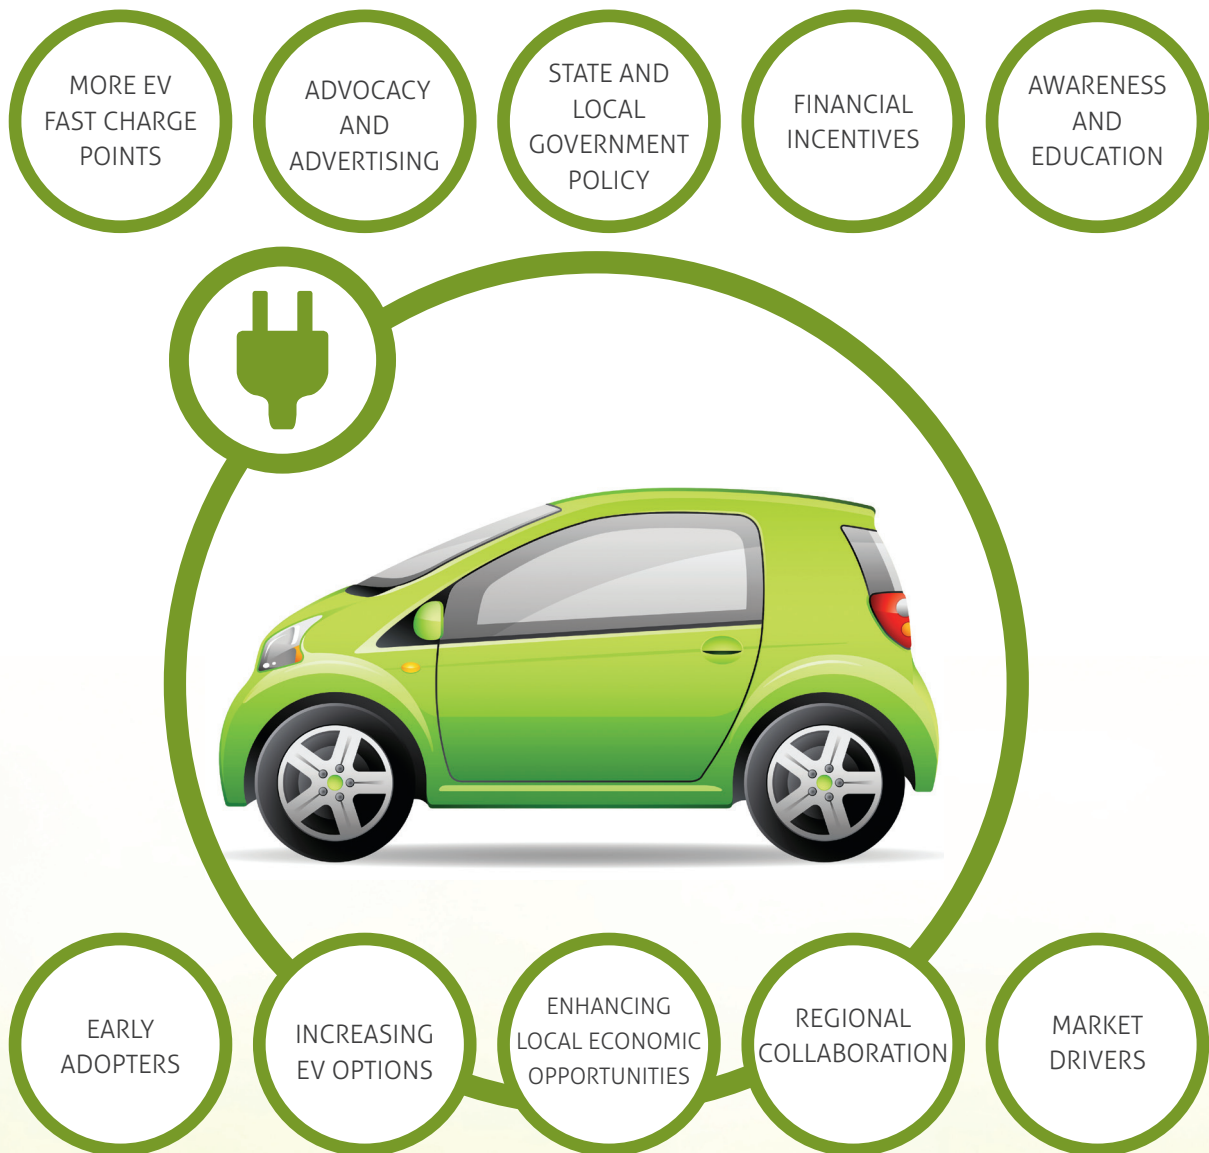 MORE EV
FAST CHARGE
POINTS
ADVOCACY
AND
ADVERTISING
STATE AND
LOCAL
GOVERNMENT
POLICY
FINANCIAL
INCENTIVES
AWARENESS
AND
EDUCATION
EARLY
ADOPTERS
INCREASING
EV OPTIONS
ENHANCING
LOCAL ECONOMIC
OPPORTUNITIES
REGIONAL
COLLABORATION
MARKET
DRIVERS